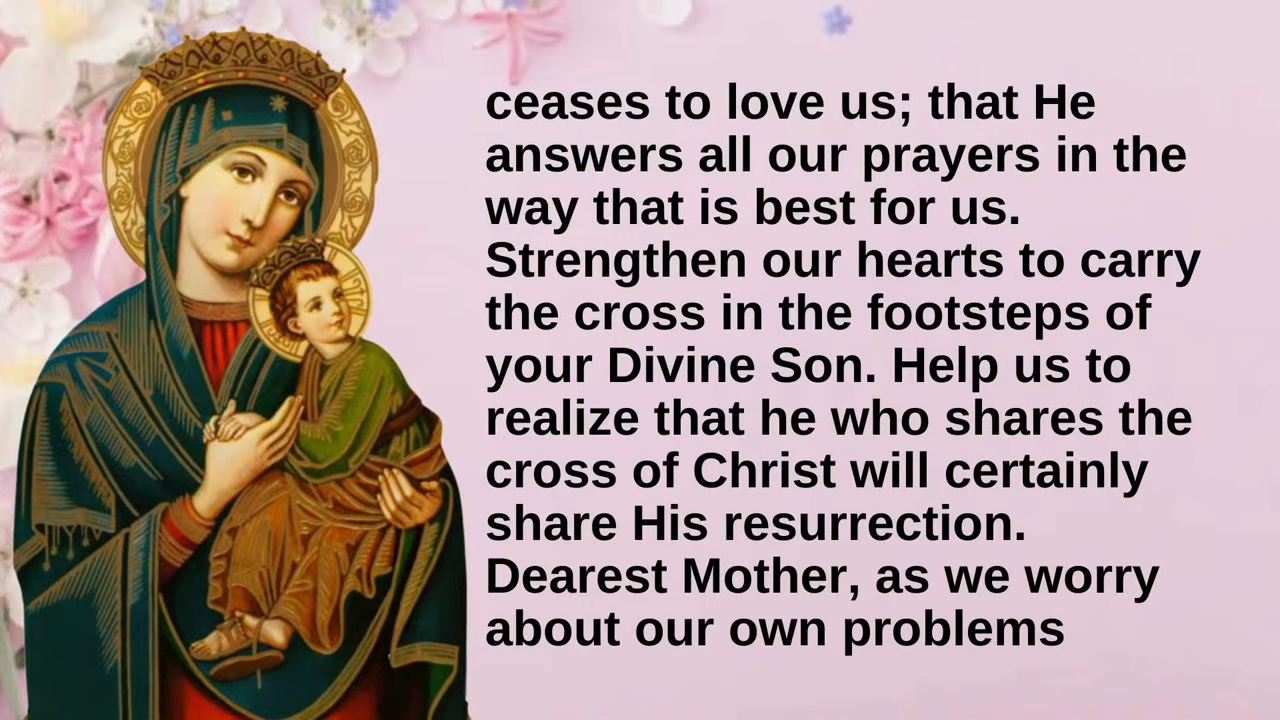 ceases to love us; that He
answers all our prayers in the
way that is best for us.
Strengthen our hearts to carry
the cross in the footsteps of
your Divine Son. Help us to
realize that he who shares the
cross of Christ will certainly
share His resurrection.
Dearest Mother, as we worry
about our own problems